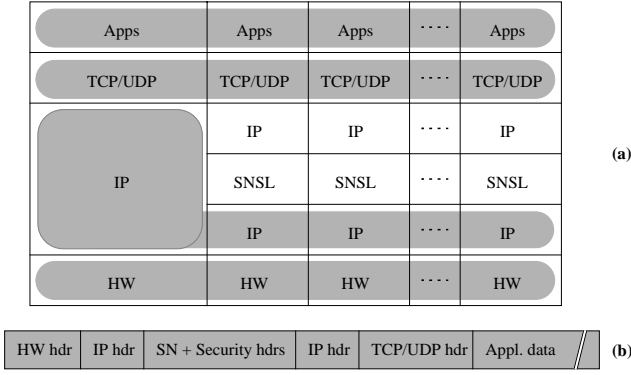 Apps Apps Apps .... Apps
TCP/UDP TCP/UDP TCP/UDP .... TCP/UDP
IP IP .... IP
(a)
IP SNSL SNSL .... SNSL
IP IP .... IP
HW HW HW .... HW
HW hdr IP hdr SN + Security hdrs IP hdr TCP/UDP hdr Appl. data (b)